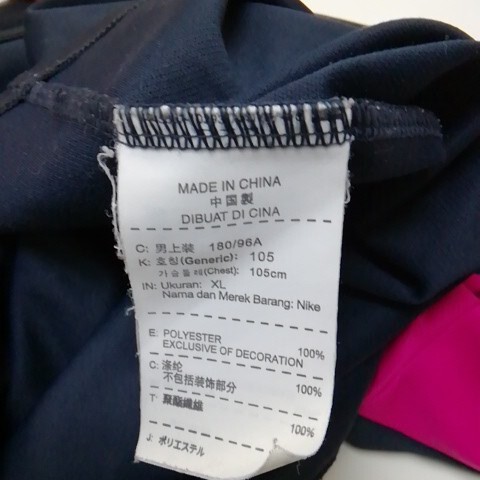 MADE IN CHINA
中国製
DIBUAT DI CINA
C: 男上装 180/96A
K: 호칭(Generic): 105
가슴둘레(Chest): 105cm
IN: Ukuran: XL
Nama dan Merek Barang: Nike
E: POLYESTER 100%
EXCLUSIVE OF DECORATION
C: 涤纶 100%
不包括装饰部分
T: 聚酯纖維 100%
J: ポリエステル